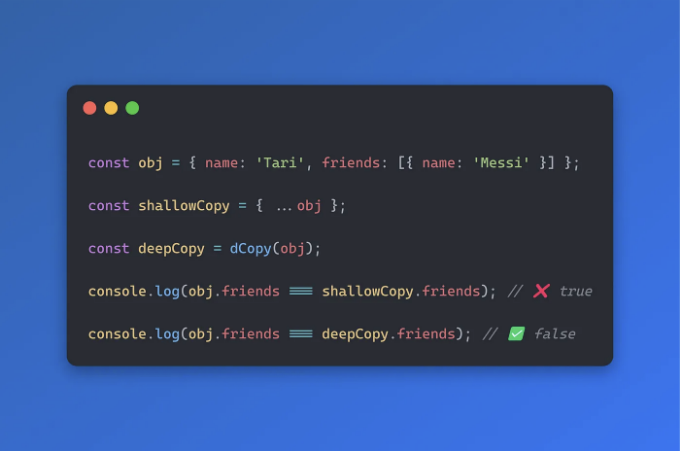 const obj = { name: 'Tari', friends: [{ name: 'Messi' }] };
const shallowCopy = { ...obj };
const deepCopy = dCopy(obj);
console.log(obj.friends === shallowCopy.friends); // ❌ true
console.log(obj.friends === deepCopy.friends); // ✅ false